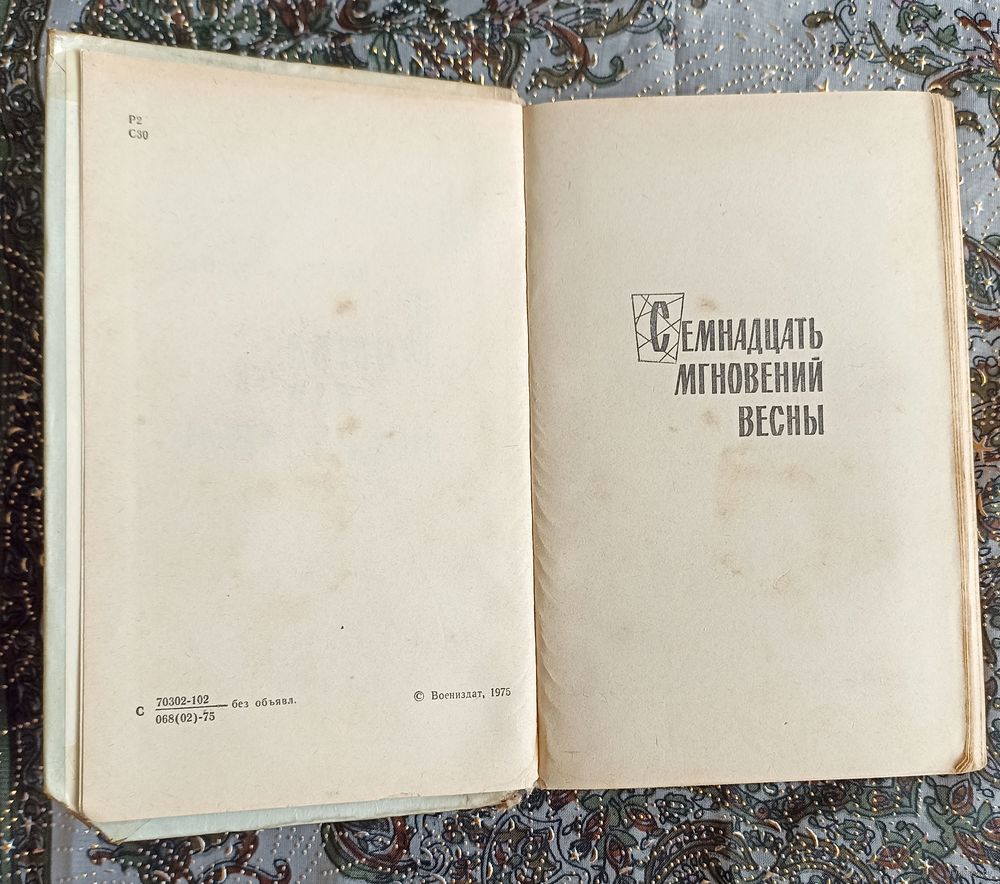 Р2
С30
С 70302-102
068(02)-75 — без объявл.
© Воениздат, 1975
СЕМНАДЦАТЬ
МГНОВЕНИЙ
ВЕСНЫ